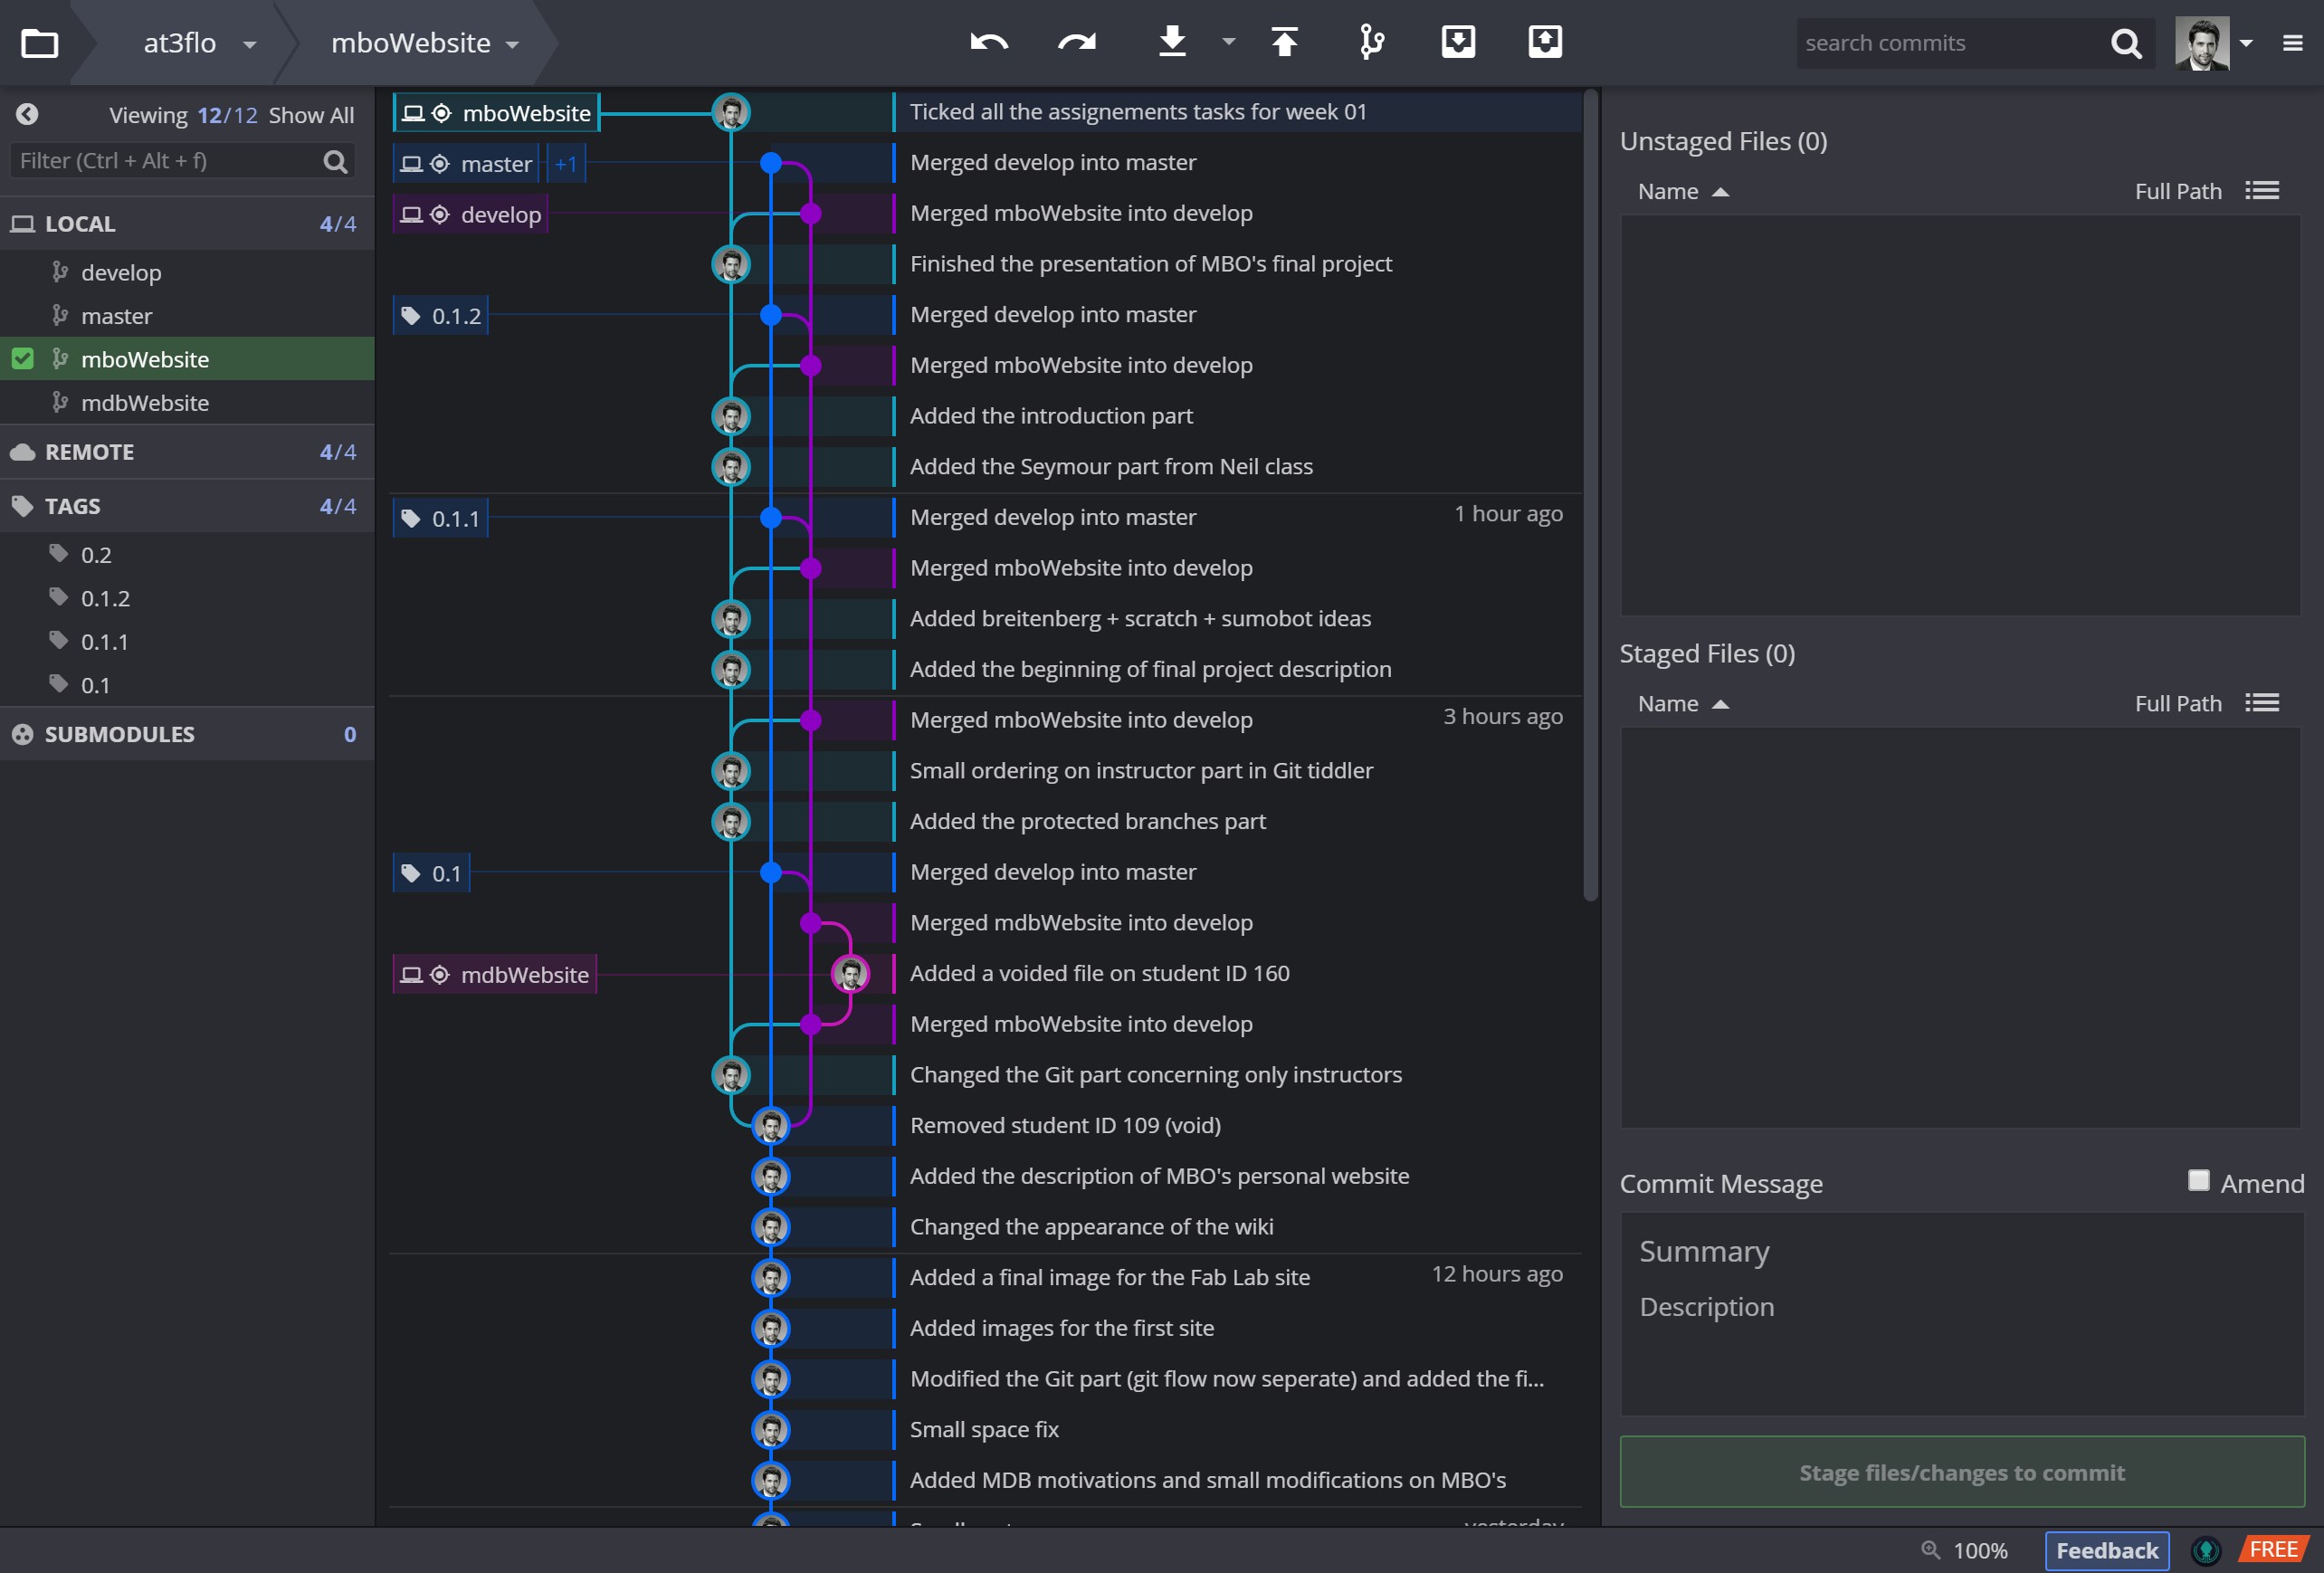 at3flo
mboWebsite
search commits
Viewing 12/12 Show All
Filter (Ctrl + Alt + f)
LOCAL 4/4
develop
master
mboWebsite
mdbWebsite
REMOTE 4/4
TAGS 4/4
0.2
0.1.2
0.1.1
0.1
SUBMODULES 0
mboWebsite Ticked all the assignements tasks for week 01
master +1 Merged develop into master
develop Merged mboWebsite into develop
Finished the presentation of MBO's final project
0.1.2 Merged develop into master
Merged mboWebsite into develop
Added the introduction part
Added the Seymour part from Neil class
0.1.1 Merged develop into master 1 hour ago
Merged mboWebsite into develop
Added breitenberg + scratch + sumobot ideas
Added the beginning of final project description
Merged mboWebsite into develop 3 hours ago
Small ordering on instructor part in Git tiddler
Added the protected branches part
0.1 Merged develop into master
Merged mdbWebsite into develop
mdbWebsite Added a voided file on student ID 160
Merged mboWebsite into develop
Changed the Git part concerning only instructors
Removed student ID 109 (void)
Added the description of MBO's personal website
Changed the appearance of the wiki
Added a final image for the Fab Lab site 12 hours ago
Added images for the first site
Modified the Git part (git flow now seperate) and added the fi...
Small space fix
Added MDB motivations and small modifications on MBO's
yesterday
Unstaged Files (0)
Name Full Path
Staged Files (0)
Name Full Path
Commit Message Amend
Summary
Description
Stage files/changes to commit
100% Feedback FREE